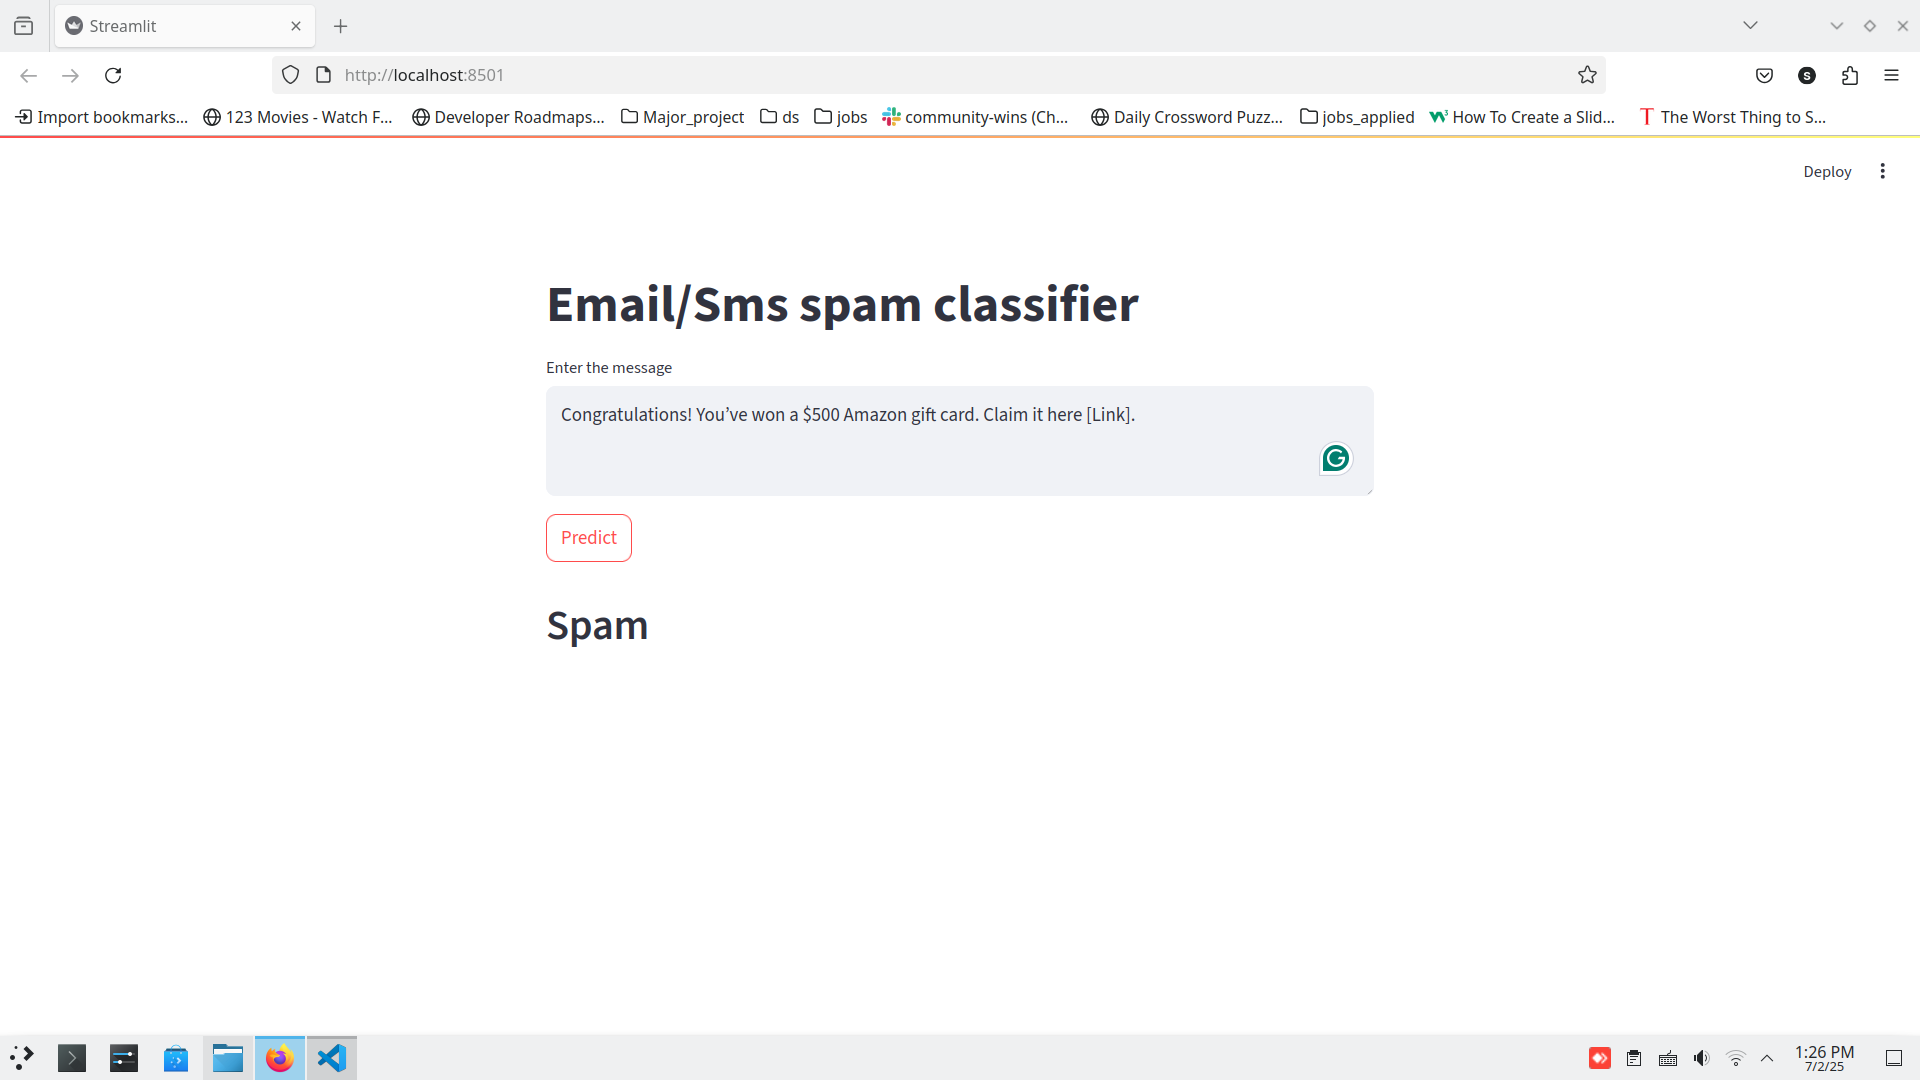 Streamlit
http://localhost:8501
S
Import bookmarks... 123 Movies - Watch F... Developer Roadmaps... Major_project ds jobs community-wins (Ch... Daily Crossword Puzz... jobs_applied How To Create a Slid... The Worst Thing to S...
Deploy
Email/Sms spam classifier
Enter the message
Congratulations! You’ve won a $500 Amazon gift card. Claim it here [Link].
Predict
Spam
1:26 PM
7/2/25